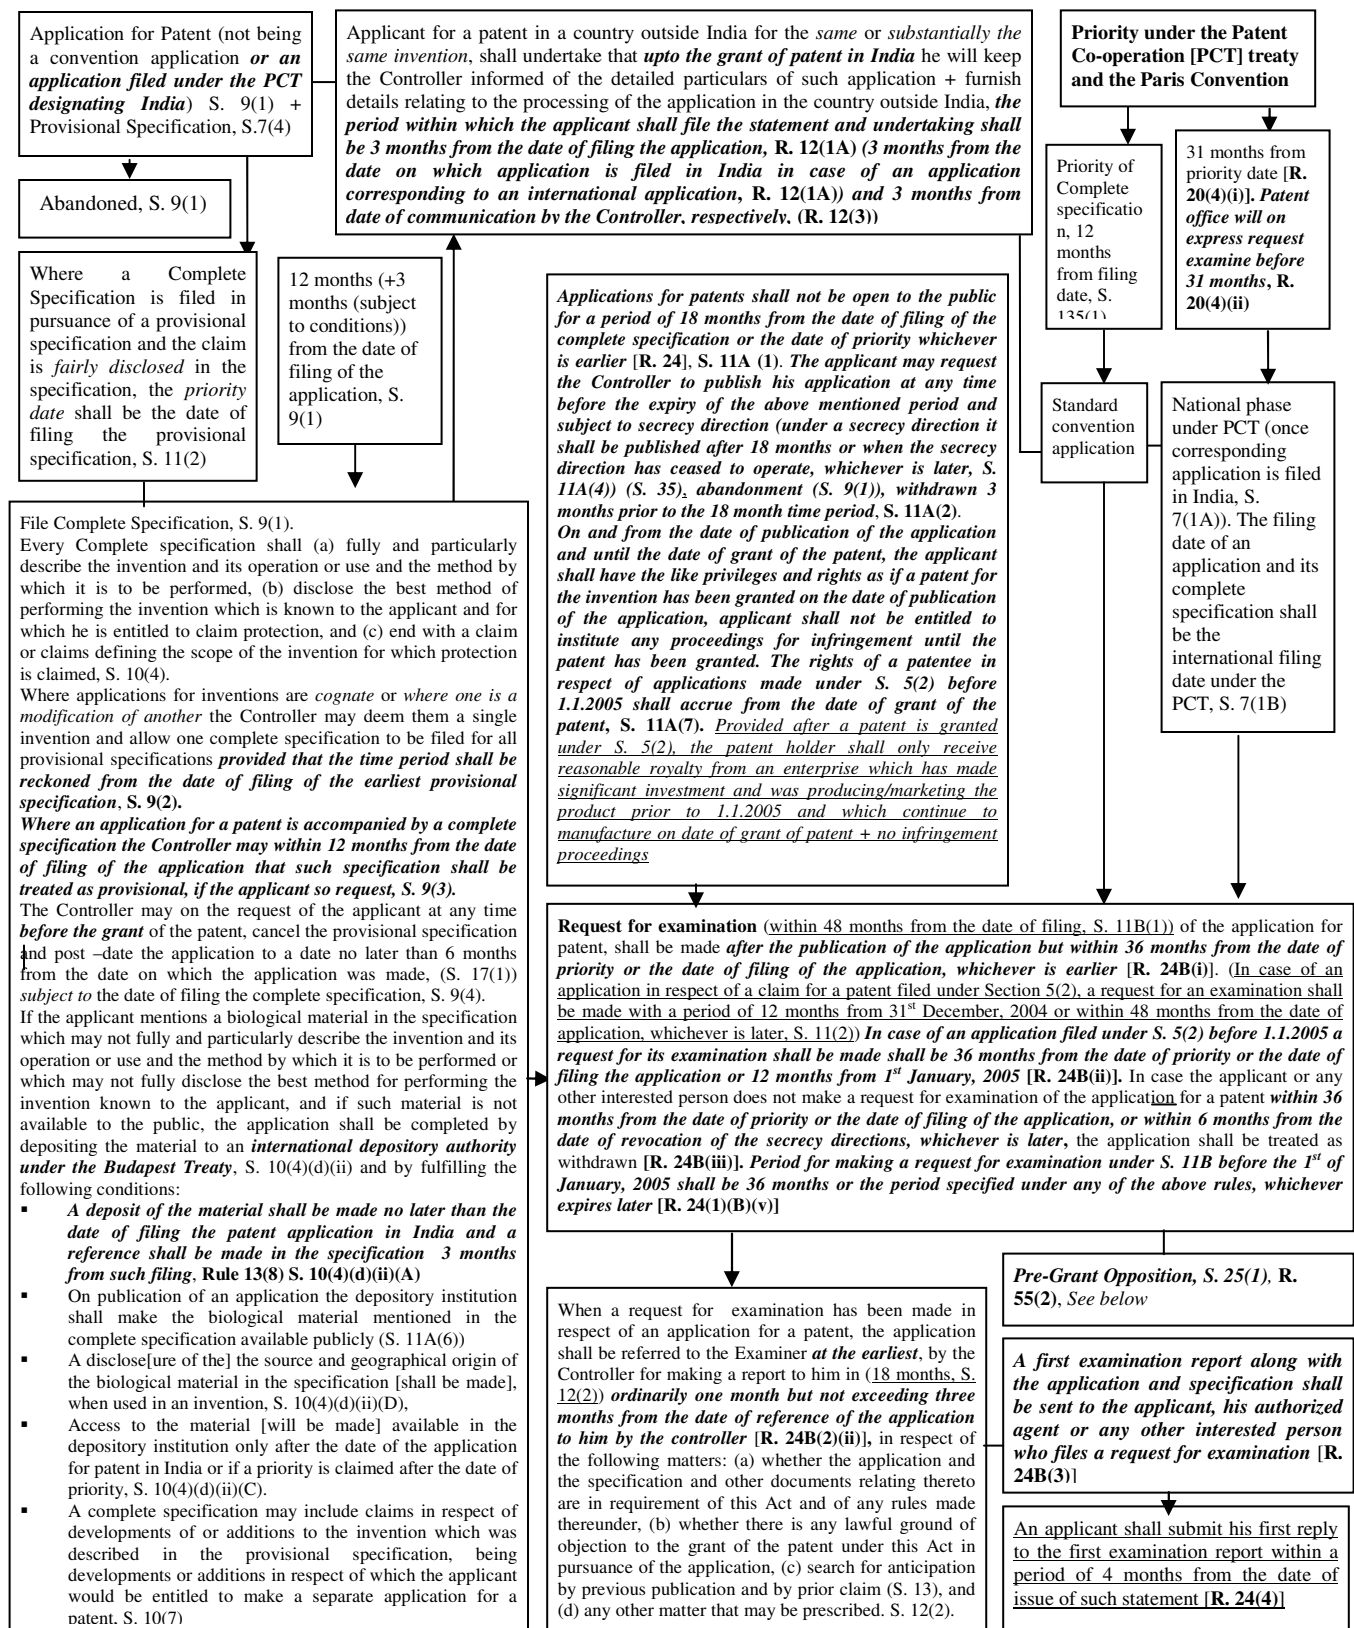 Application for Patent (not being
a convention application or an
application filed under the PCT
designating India) S. 9(1) +
Provisional Specification, S.7(4)
Abandoned, S. 9(1)
Where a Complete
Specification is filed in
pursuance of a provisional
specification and the claim
is fairly disclosed in the
specification, the priority
date shall be the date of
filing the provisional
specification, S. 11(2)
12 months (+3
months (subject
to conditions))
from the date of
filing of the
application, S.
9(1)
Applicant for a patent in a country outside India for the same or substantially the
same invention, shall undertake that upto the grant of patent in India he will keep
the Controller informed of the detailed particulars of such application + furnish
details relating to the processing of the application in the country outside India, the
period within which the applicant shall file the statement and undertaking shall
be 3 months from the date of filing the application, R. 12(1A) (3 months from the
date on which application is filed in India in case of an application
corresponding to an international application, R. 12(1A)) and 3 months from
date of communication by the Controller, respectively, (R. 12(3))
Priority under the Patent
Co-operation [PCT] treaty
and the Paris Convention
Priority of
Complete
specificatio
n, 12
months
from filing
date, S.
135(1)
31 months from
priority date [R.
20(4)(i)]. Patent
office will on
express request
examine before
31 months, R.
20(4)(ii)
Standard
convention
application
National phase
under PCT (once
corresponding
application is filed
in India, S.
7(1A)). The filing
date of an
application and its
complete
specification shall
be the
international filing
date under the
PCT, S. 7(1B)
File Complete Specification, S. 9(1).
Every Complete specification shall (a) fully and particularly
describe the invention and its operation or use and the method by
which it is to be performed, (b) disclose the best method of
performing the invention which is known to the applicant and for
which he is entitled to claim protection, and (c) end with a claim
or claims defining the scope of the invention for which protection
is claimed, S. 10(4).
Where applications for inventions are cognate or where one is a
modification of another the Controller may deem them a single
invention and allow one complete specification to be filed for all
provisional specifications provided that the time period shall be
reckoned from the date of filing of the earliest provisional
specification, S. 9(2).
Where an application for a patent is accompanied by a complete
specification the Controller may within 12 months from the date
of filing of the application that such specification shall be
treated as provisional, if the applicant so request, S. 9(3).
The Controller may on the request of the applicant at any time
before the grant of the patent, cancel the provisional specification
and post –date the application to a date no later than 6 months
from the date on which the application was made, (S. 17(1))
subject to the date of filing the complete specification, S. 9(4).
If the applicant mentions a biological material in the specification
which may not fully and particularly describe the invention and its
operation or use and the method by which it is to be performed or
which may not fully disclose the best method for performing the
invention known to the applicant, and if such material is not
available to the public, the application shall be completed by
depositing the material to an international depository authority
under the Budapest Treaty, S. 10(4)(d)(ii) and by fulfilling the
following conditions:
▪ A deposit of the material shall be made no later than the
date of filing the patent application in India and a
reference shall be made in the specification 3 months
from such filing, Rule 13(8) S. 10(4)(d)(ii)(A)
▪ On publication of an application the depository institution
shall make the biological material mentioned in the
complete specification available publicly (S. 11A(6))
▪ A disclose[ure of the] the source and geographical origin of
the biological material in the specification [shall be made],
when used in an invention, S. 10(4)(d)(ii)(D),
▪ Access to the material [will be made] available in the
depository institution only after the date of the application
for patent in India or if a priority is claimed after the date of
priority, S. 10(4)(d)(ii)(C).
▪ A complete specification may include claims in respect of
developments of or additions to the invention which was
described in the provisional specification, being
developments or additions in respect of which the applicant
would be entitled to make a separate application for a
patent, S. 10(7)
Applications for patents shall not be open to the public
for a period of 18 months from the date of filing of the
complete specification or the date of priority whichever
is earlier [R. 24], S. 11A (1). The applicant may request
the Controller to publish his application at any time
before the expiry of the above mentioned period and
subject to secrecy direction (under a secrecy direction it
shall be published after 18 months or when the secrecy
direction has ceased to operate, whichever is later, S.
11A(4)) (S. 35), abandonment (S. 9(1)), withdrawn 3
months prior to the 18 month time period, S. 11A(2).
On and from the date of publication of the application
and until the date of grant of the patent, the applicant
shall have the like privileges and rights as if a patent for
the invention has been granted on the date of publication
of the application, applicant shall not be entitled to
institute any proceedings for infringement until the
patent has been granted. The rights of a patentee in
respect of applications made under S. 5(2) before
1.1.2005 shall accrue from the date of grant of the
patent, S. 11A(7). Provided after a patent is granted
under S. 5(2), the patent holder shall only receive
reasonable royalty from an enterprise which has made
significant investment and was producing/marketing the
product prior to 1.1.2005 and which continue to
manufacture on date of grant of patent + no infringement
proceedings
Request for examination (within 48 months from the date of filing, S. 11B(1)) of the application for
patent, shall be made after the publication of the application but within 36 months from the date of
priority or the date of filing of the application, whichever is earlier [R. 24B(i)]. (In case of an
application in respect of a claim for a patent filed under Section 5(2), a request for an examination shall
be made with a period of 12 months from 31st December, 2004 or within 48 months from the date of
application, whichever is later, S. 11(2)) In case of an application filed under S. 5(2) before 1.1.2005 a
request for its examination shall be made shall be 36 months from the date of priority or the date of
filing the application or 12 months from 1st January, 2005 [R. 24B(ii)]. In case the applicant or any
other interested person does not make a request for examination of the application for a patent within 36
months from the date of priority or the date of filing of the application, or within 6 months from the
date of revocation of the secrecy directions, whichever is later, the application shall be treated as
withdrawn [R. 24B(iii)]. Period for making a request for examination under S. 11B before the 1st of
January, 2005 shall be 36 months or the period specified under any of the above rules, whichever
expires later [R. 24(1)(B)(v)]
When a request for examination has been made in
respect of an application for a patent, the application
shall be referred to the Examiner at the earliest, by the
Controller for making a report to him in (18 months, S.
12(2)) ordinarily one month but not exceeding three
months from the date of reference of the application
to him by the controller [R. 24B(2)(ii)], in respect of
the following matters: (a) whether the application and
the specification and other documents relating thereto
are in requirement of this Act and of any rules made
thereunder, (b) whether there is any lawful ground of
objection to the grant of the patent under this Act in
pursuance of the application, (c) search for anticipation
by previous publication and by prior claim (S. 13), and
(d) any other matter that may be prescribed. S. 12(2).
Pre-Grant Opposition, S. 25(1), R.
55(2), See below
A first examination report along with
the application and specification shall
be sent to the applicant, his authorized
agent or any other interested person
who files a request for examination [R.
24B(3)]
An applicant shall submit his first reply
to the first examination report within a
period of 4 months from the date of
issue of such statement [R. 24(4)]